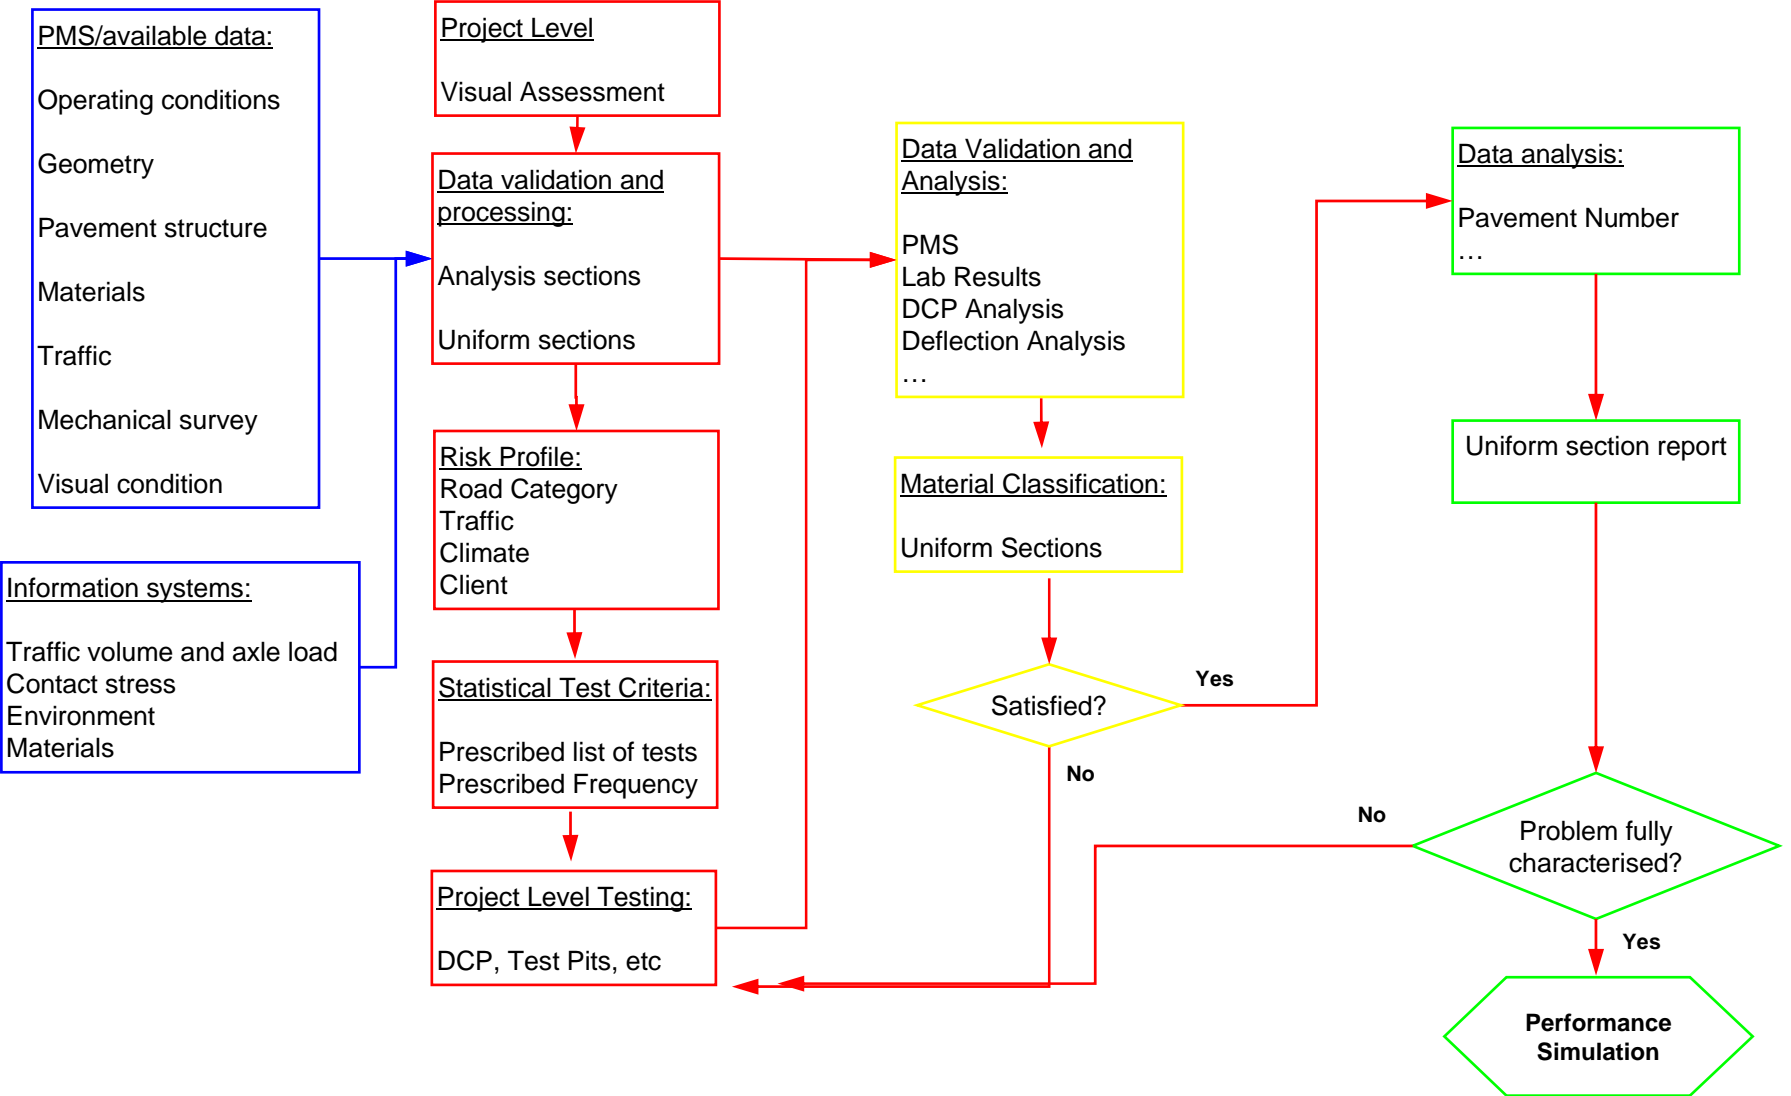 PMS/available data:
Operating conditions
Geometry
Pavement structure
Materials
Traffic
Mechanical survey
Visual condition
Information systems:
Traffic volume and axle load
Contact stress
Environment
Materials
Project Level
Visual Assessment
Data validation and
processing:
Analysis sections
Uniform sections
Risk Profile:
Road Category
Traffic
Climate
Client
Statistical Test Criteria:
Prescribed list of tests
Prescribed Frequency
Project Level Testing:
DCP, Test Pits, etc
Data Validation and
Analysis:
PMS
Lab Results
DCP Analysis
Deflection Analysis
…
Material Classification:
Uniform Sections
Satisfied?
Yes
No
Data analysis:
Pavement Number
…
Uniform section report
Problem fully
characterised?
No
Yes
Performance
Simulation